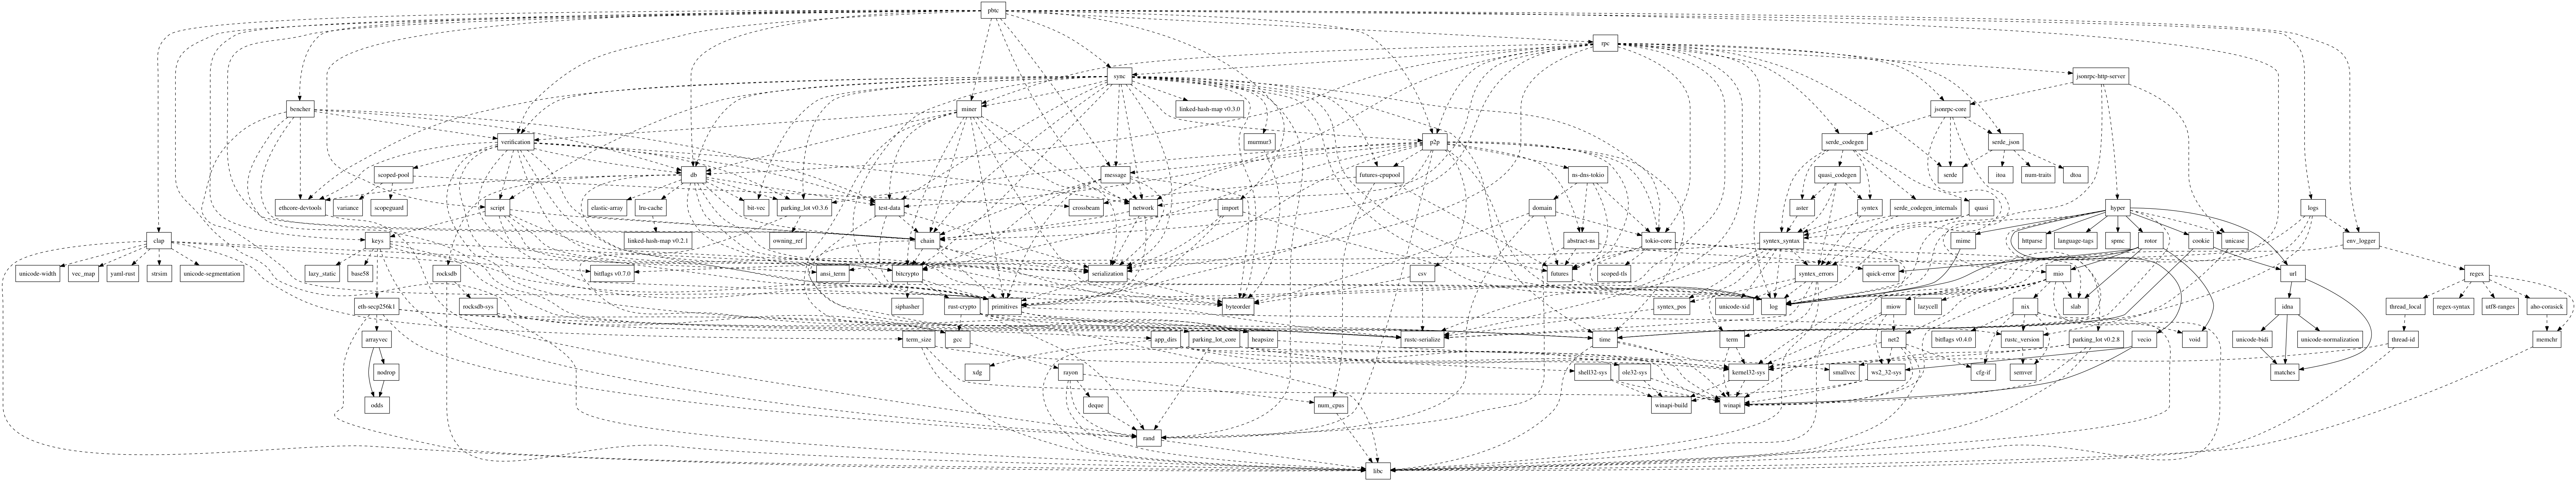 pbtc
rpc
sync
jsonrpc-http-server
bencher
miner
linked-hash-map v0.3.0
jsonrpc-core
verification
murmur3
p2p
serde_codegen
serde_json
scoped-pool
db
message
futures-cpupool
ns-dns-tokio
quasi_codegen
serde
itoa
num-traits
dtoa
ethcore-devtools
variance
scopeguard
script
elastic-array
lru-cache
bit-vec
parking_lot v0.3.6
test-data
crossbeam
network
import
domain
aster
syntex
serde_codegen_internals
quasi
hyper
logs
clap
keys
linked-hash-map v0.2.1
owning_ref
chain
abstract-ns
tokio-core
syntex_syntax
mime
httparse
language-tags
spmc
rotor
cookie
unicase
env_logger
unicode-width
vec_map
yaml-rust
strsim
unicode-segmentation
lazy_static
base58
rocksdb
bitflags v0.7.0
ansi_term
bitcrypto
serialization
csv
futures
scoped-tls
syntex_errors
quick-error
mio
url
regex
eth-secp256k1
rocksdb-sys
siphasher
rust-crypto
primitives
byteorder
syntex_pos
unicode-xid
log
miow
lazycell
nix
slab
idna
thread_local
regex-syntax
utf8-ranges
aho-corasick
arrayvec
term_size
gcc
app_dirs
parking_lot_core
heapsize
rustc-serialize
time
term
net2
bitflags v0.4.0
rustc_version
parking_lot v0.2.8
vecio
void
unicode-bidi
unicode-normalization
thread-id
memchr
nodrop
xdg
rayon
shell32-sys
ole32-sys
kernel32-sys
smallvec
ws2_32-sys
cfg-if
semver
matches
odds
deque
num_cpus
winapi-build
winapi
rand
libc